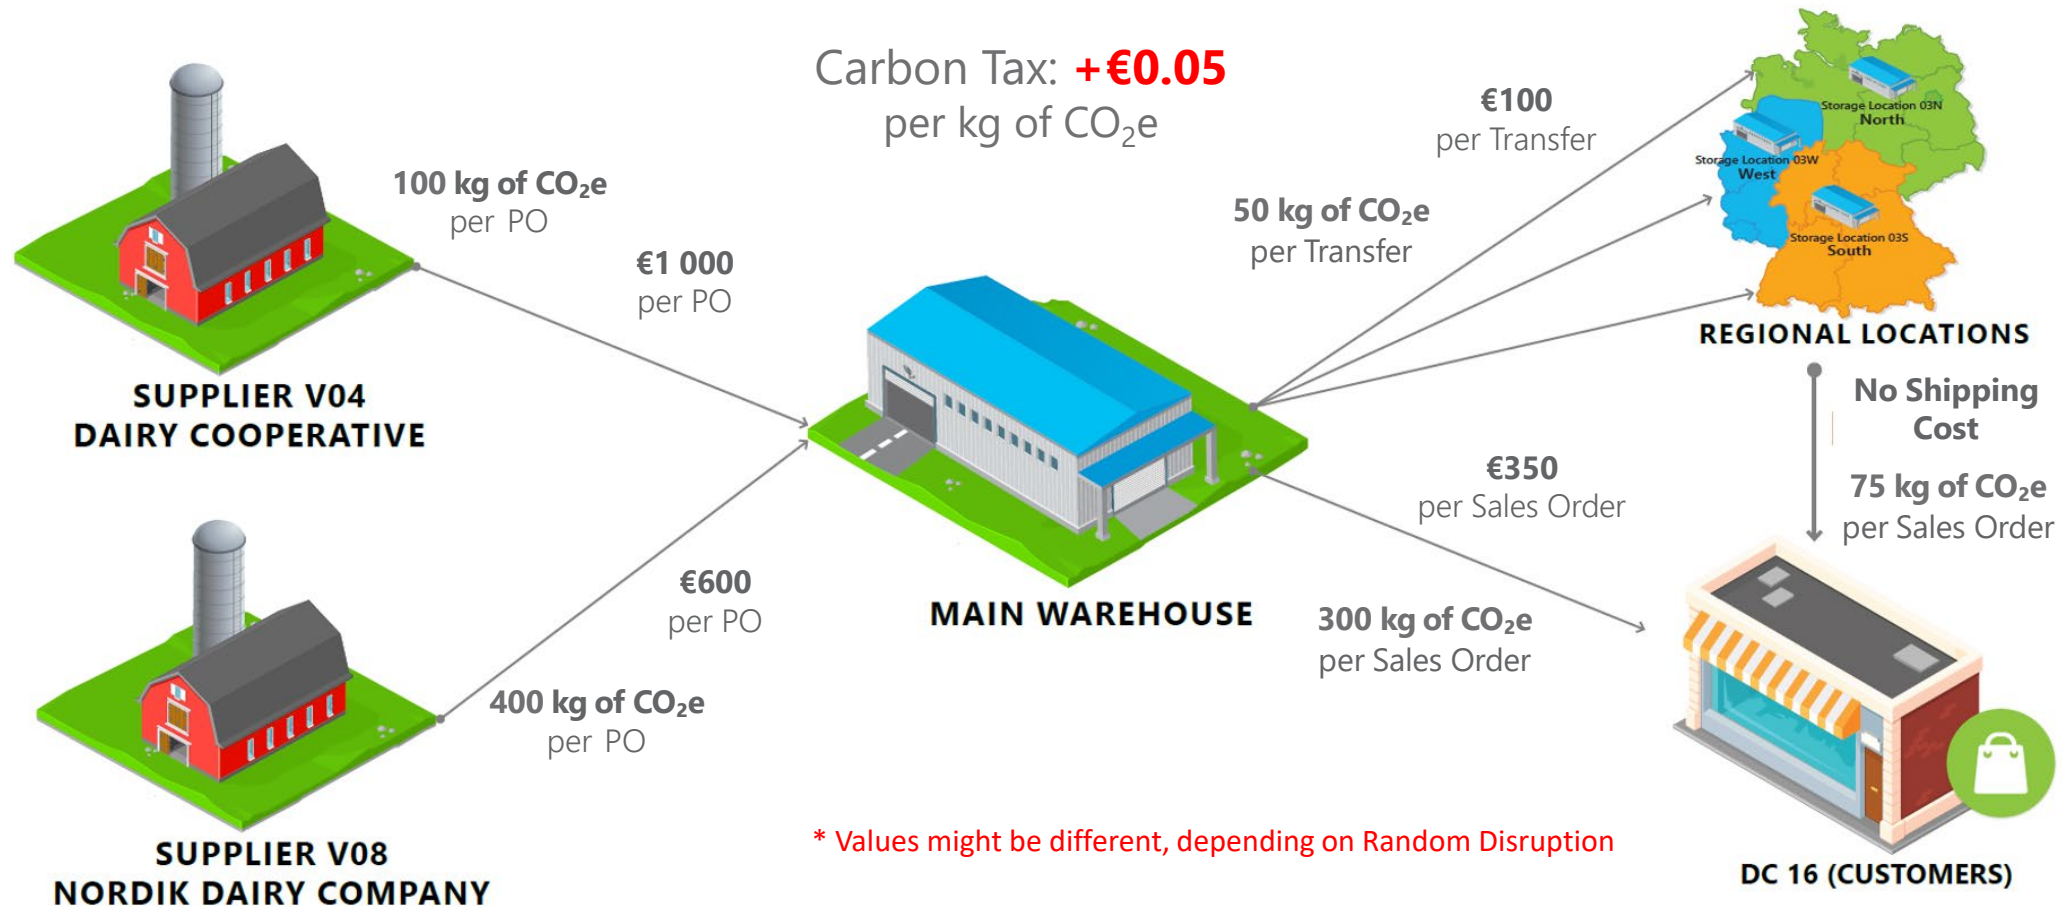 Carbon Tax: +€0.05
per kg of CO₂e
100 kg of CO₂e
per PO
€1 000
per PO
SUPPLIER V04
DAIRY COOPERATIVE
€600
per PO
400 kg of CO₂e
per PO
SUPPLIER V08
NORDIK DAIRY COMPANY
MAIN WAREHOUSE
€100
per Transfer
50 kg of CO₂e
per Transfer
Storage Location 03N
North
Storage Location 03W
West
Storage Location 03S
South
REGIONAL LOCATIONS
No Shipping
Cost
75 kg of CO₂e
per Sales Order
€350
per Sales Order
300 kg of CO₂e
per Sales Order
DC 16 (CUSTOMERS)
* Values might be different, depending on Random Disruption